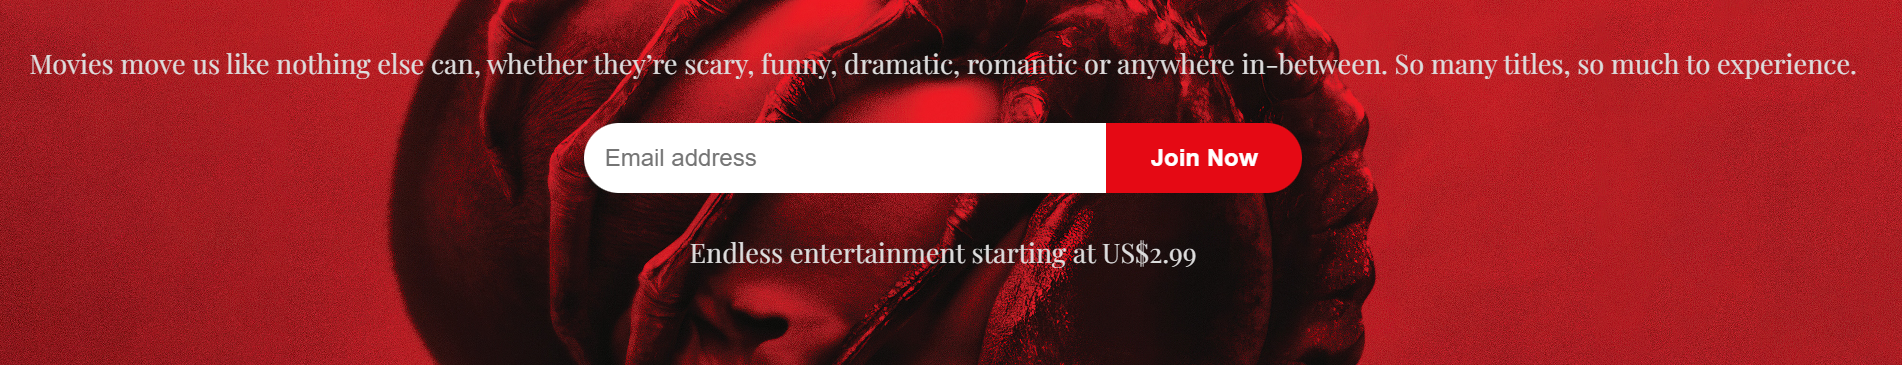 Movies move us like nothing else can, whether they’re scary, funny, dramatic, romantic or anywhere in-between. So many titles, so much to experience.
Email address
Join Now
Endless entertainment starting at US$2.99